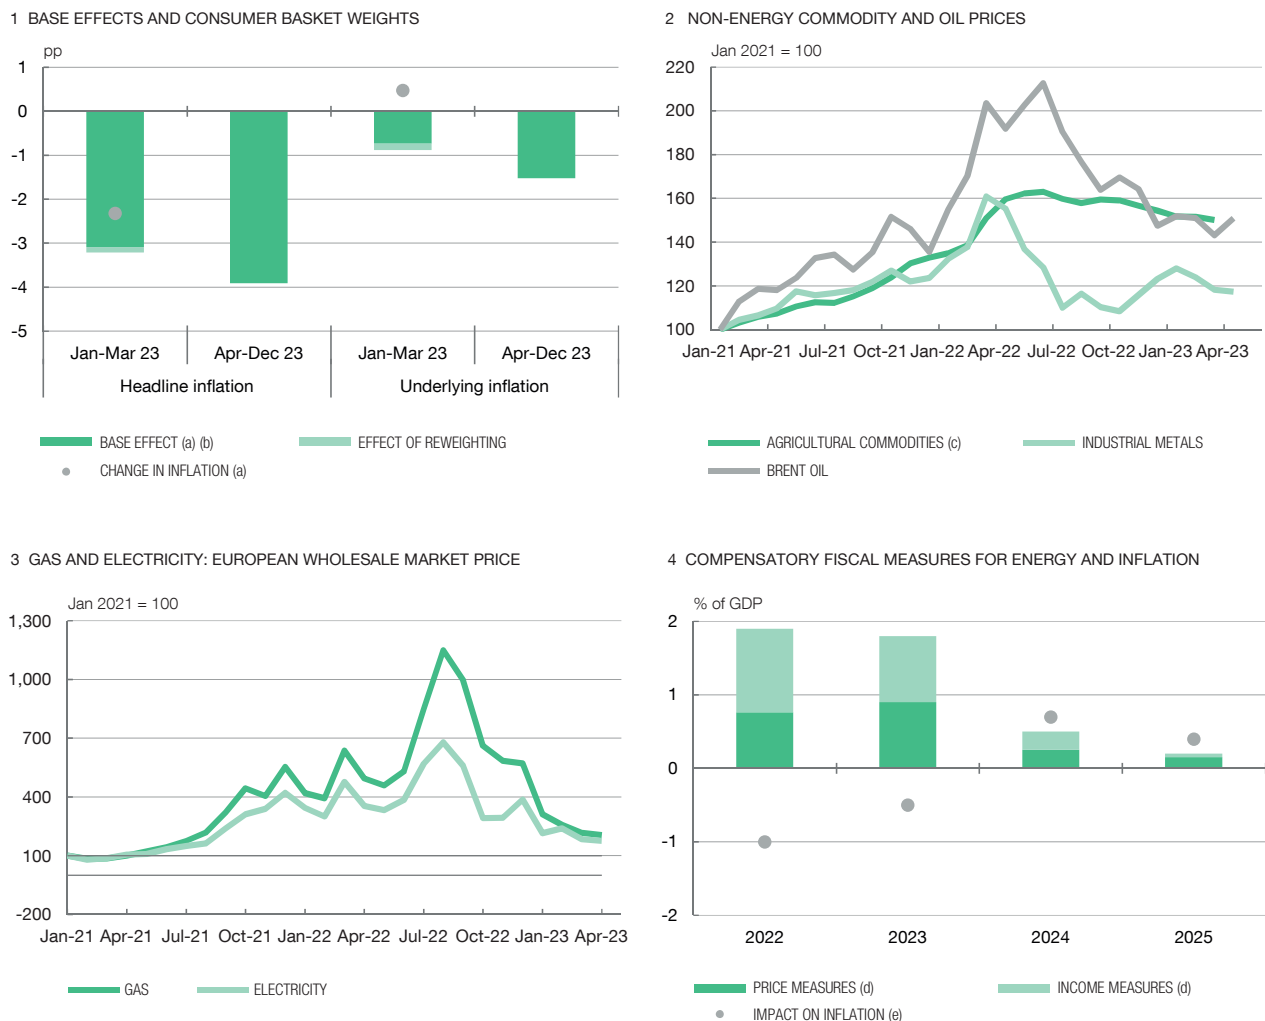 1 BASE EFFECTS AND CONSUMER BASKET WEIGHTS
pp
1
0
-1
-2
-3
-4
-5
Jan-Mar 23 Apr-Dec 23 Jan-Mar 23 Apr-Dec 23
Headline inflation Underlying inflation
BASE EFFECT (a) (b) EFFECT OF REWEIGHTING
CHANGE IN INFLATION (a)
2 NON-ENERGY COMMODITY AND OIL PRICES
Jan 2021 = 100
220
200
180
160
140
120
100
Jan-21 Apr-21 Jul-21 Oct-21 Jan-22 Apr-22 Jul-22 Oct-22 Jan-23 Apr-23
AGRICULTURAL COMMODITIES (c) INDUSTRIAL METALS
BRENT OIL
3 GAS AND ELECTRICITY: EUROPEAN WHOLESALE MARKET PRICE
Jan 2021 = 100
1,300
1,000
700
400
100
-200
Jan-21 Apr-21 Jul-21 Oct-21 Jan-22 Apr-22 Jul-22 Oct-22 Jan-23 Apr-23
GAS ELECTRICITY
4 COMPENSATORY FISCAL MEASURES FOR ENERGY AND INFLATION
% of GDP
2
1
0
-1
-2
2022 2023 2024 2025
PRICE MEASURES (d) INCOME MEASURES (d)
IMPACT ON INFLATION (e)